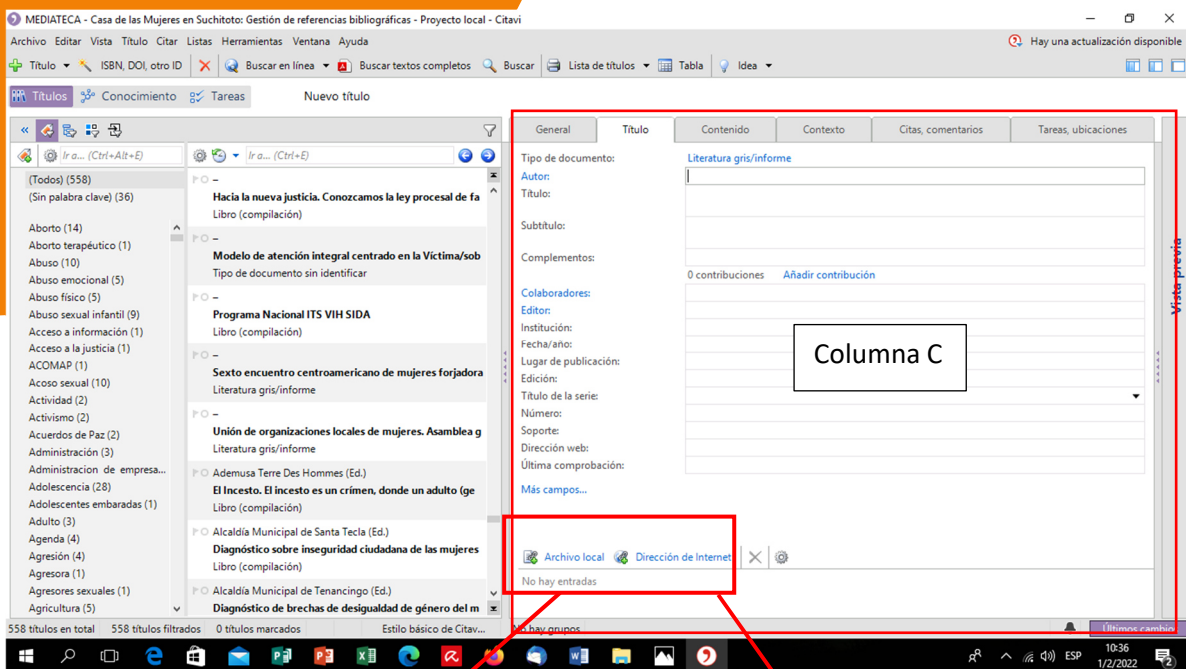 MEDIATECA - Casa de las Mujeres en Suchitoto: Gestión de referencias bibliográficas - Proyecto local - Citavi
Archivo Editar Vista Título Citar Listas Herramientas Ventana Ayuda
Hay una actualización disponible
Título ISBN, DOI, otro ID Buscar en línea Buscar textos completos Buscar Lista de títulos Tabla Idea
Títulos Conocimiento Tareas Nuevo título
Ir a... (Ctrl+Alt+E)
(Todos) (558)
(Sin palabra clave) (36)
Aborto (14)
Aborto terapéutico (1)
Abuso (10)
Abuso emocional (5)
Abuso físico (5)
Abuso sexual infantil (9)
Acceso a información (1)
Acceso a la justicia (1)
ACOMAP (1)
Acoso sexual (10)
Actividad (2)
Activismo (2)
Acuerdos de Paz (2)
Administración (3)
Administracion de empresa...
Adolescencia (28)
Adolescentes embaradas (1)
Adulto (3)
Agenda (4)
Agresión (4)
Agresora (1)
Agresores sexuales (1)
Agricultura (5)
Ir a... (Ctrl+E)
–
Hacia la nueva justicia. Conozcamos la ley procesal de fa
Libro (compilación)
–
Modelo de atención integral centrado en la Víctima/sob
Tipo de documento sin identificar
–
Programa Nacional ITS VIH SIDA
Libro (compilación)
–
Sexto encuentro centroamericano de mujeres forjadora
Literatura gris/informe
–
Unión de organizaciones locales de mujeres. Asamblea g
Literatura gris/informe
Ademusa Terre Des Hommes (Ed.)
El Incesto. El incesto es un crímen, donde un adulto (ge
Libro (compilación)
Alcaldía Municipal de Santa Tecla (Ed.)
Diagnóstico sobre inseguridad ciudadana de las mujeres
Libro (compilación)
Alcaldía Municipal de Tenancingo (Ed.)
Diagnóstico de brechas de desigualdad de género del m
General Título Contenido Contexto Citas, comentarios Tareas, ubicaciones
Tipo de documento: Literatura gris/informe
Autor:
Título:
Subtítulo:
Complementos:
0 contribuciones Añadir contribución
Colaboradores:
Editor:
Institución:
Fecha/año:
Lugar de publicación:
Edición:
Título de la serie:
Número:
Soporte:
Dirección web:
Última comprobación:
Más campos...
Columna C
Vista previa
Archivo local Dirección de Internet
No hay entradas
558 títulos en total 558 títulos filtrados 0 títulos marcados Estilo básico de Citav... No hay grupos Últimos cambio
ESP
10:36
1/2/2022